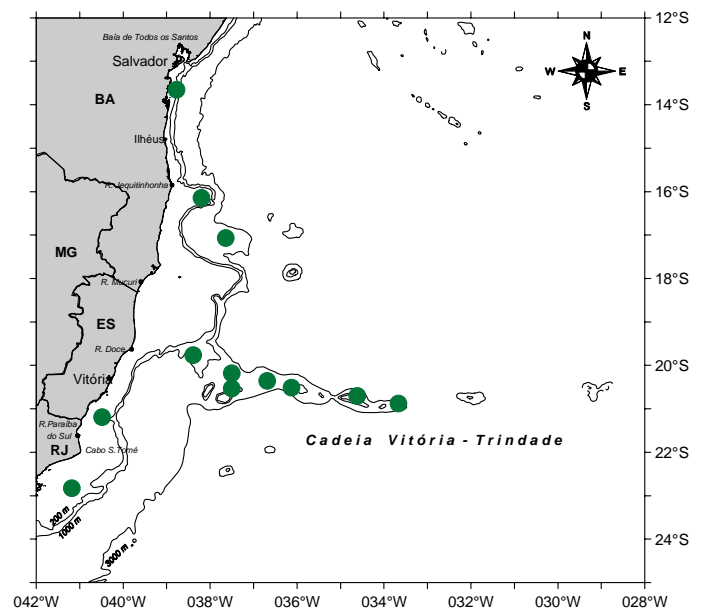 12°S
Baía de Todos os Santos
N
Salvador
W
E
S
BA
14°S
Ilhéus
R. Jequitinhonha
16°S
MG
R. Mucuri
18°S
ES
R. Doce
20°S
Vitória
R.Paraíba
do Sul
Cadeia Vitória - Trindade
RJ
Cabo S.Tomé
22°S
200 m
1000 m
3000 m
24°S
042°W 040°W 038°W 036°W 034°W 032°W 030°W 28°W